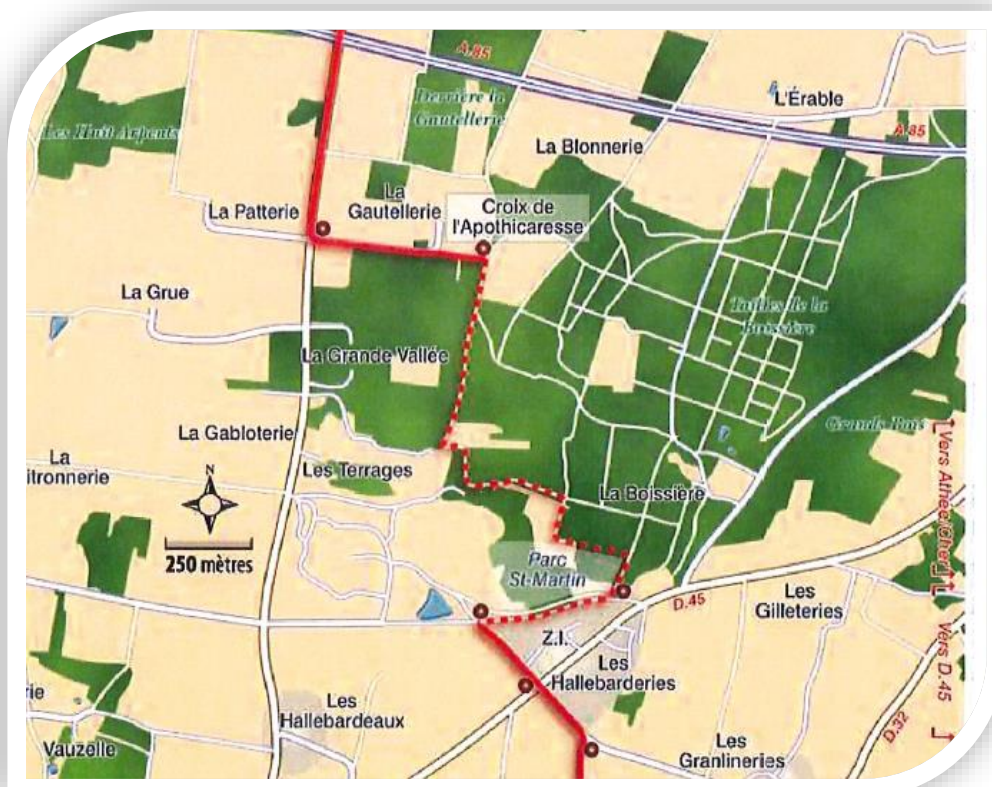 A.85
Derrière la
Gautellerie
L'Érable
Les Huit Arpents
A.85
La Blonnerie
La Patterie
La
Gautellerie
Croix de
l'Apothicaresse
La Grue
Tailles de la
Boissière
La Grande Vallée
La Gabloterie
Grands Bois
La
itronnerie
Les Terrages
La Boissière
N
250 mètres
Parc
St-Martin
Vers Athée/Cher
D.45
Les
Gilleteries
Z.I.
Les
Hallebarderies
Vers D.45
rie
Les
Hallebardeaux
Vauzelle
Les
Granlineries
D.32